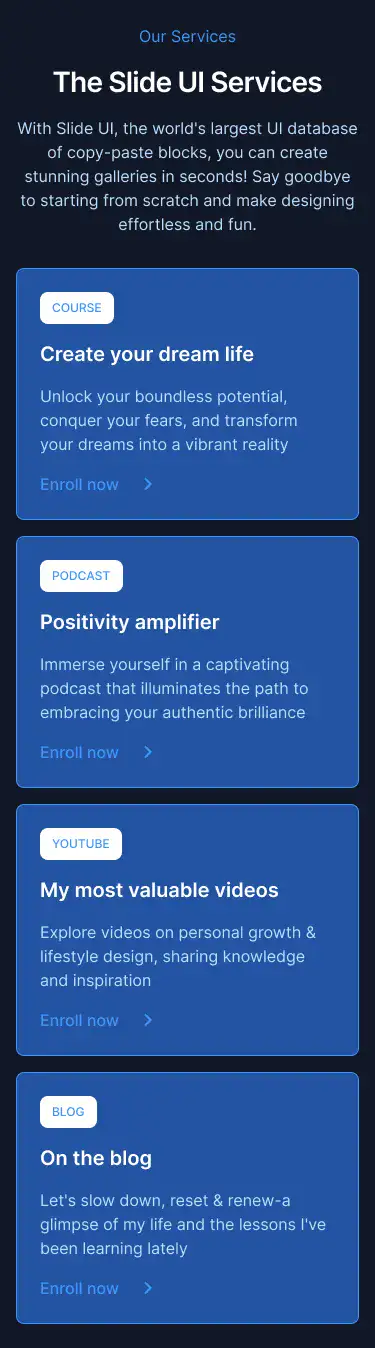 Our Services
The Slide UI Services
With Slide UI, the world's largest UI database
of copy-paste blocks, you can create
stunning galleries in seconds! Say goodbye
to starting from scratch and make designing
effortless and fun.
COURSE
Create your dream life
Unlock your boundless potential,
conquer your fears, and transform
your dreams into a vibrant reality
Enroll now
PODCAST
Positivity amplifier
Immerse yourself in a captivating
podcast that illuminates the path to
embracing your authentic brilliance
Enroll now
YOUTUBE
My most valuable videos
Explore videos on personal growth &
lifestyle design, sharing knowledge
and inspiration
Enroll now
BLOG
On the blog
Let's slow down, reset & renew-a
glimpse of my life and the lessons I've
been learning lately
Enroll now